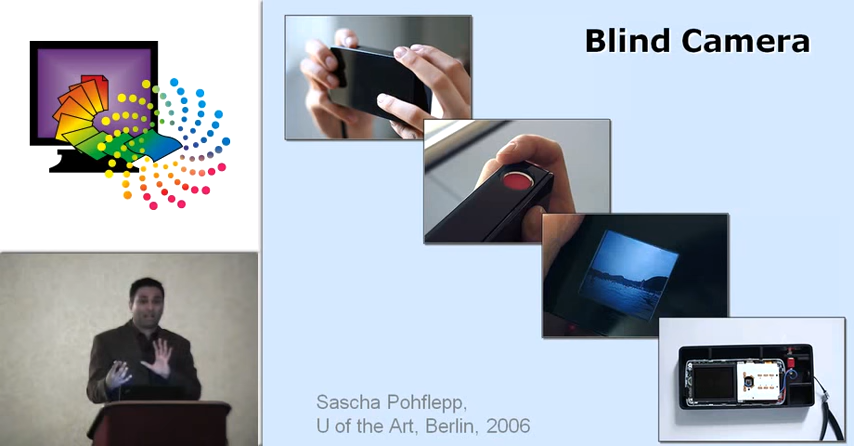 Blind Camera
Sascha Pohflepp,
U of the Art, Berlin, 2006